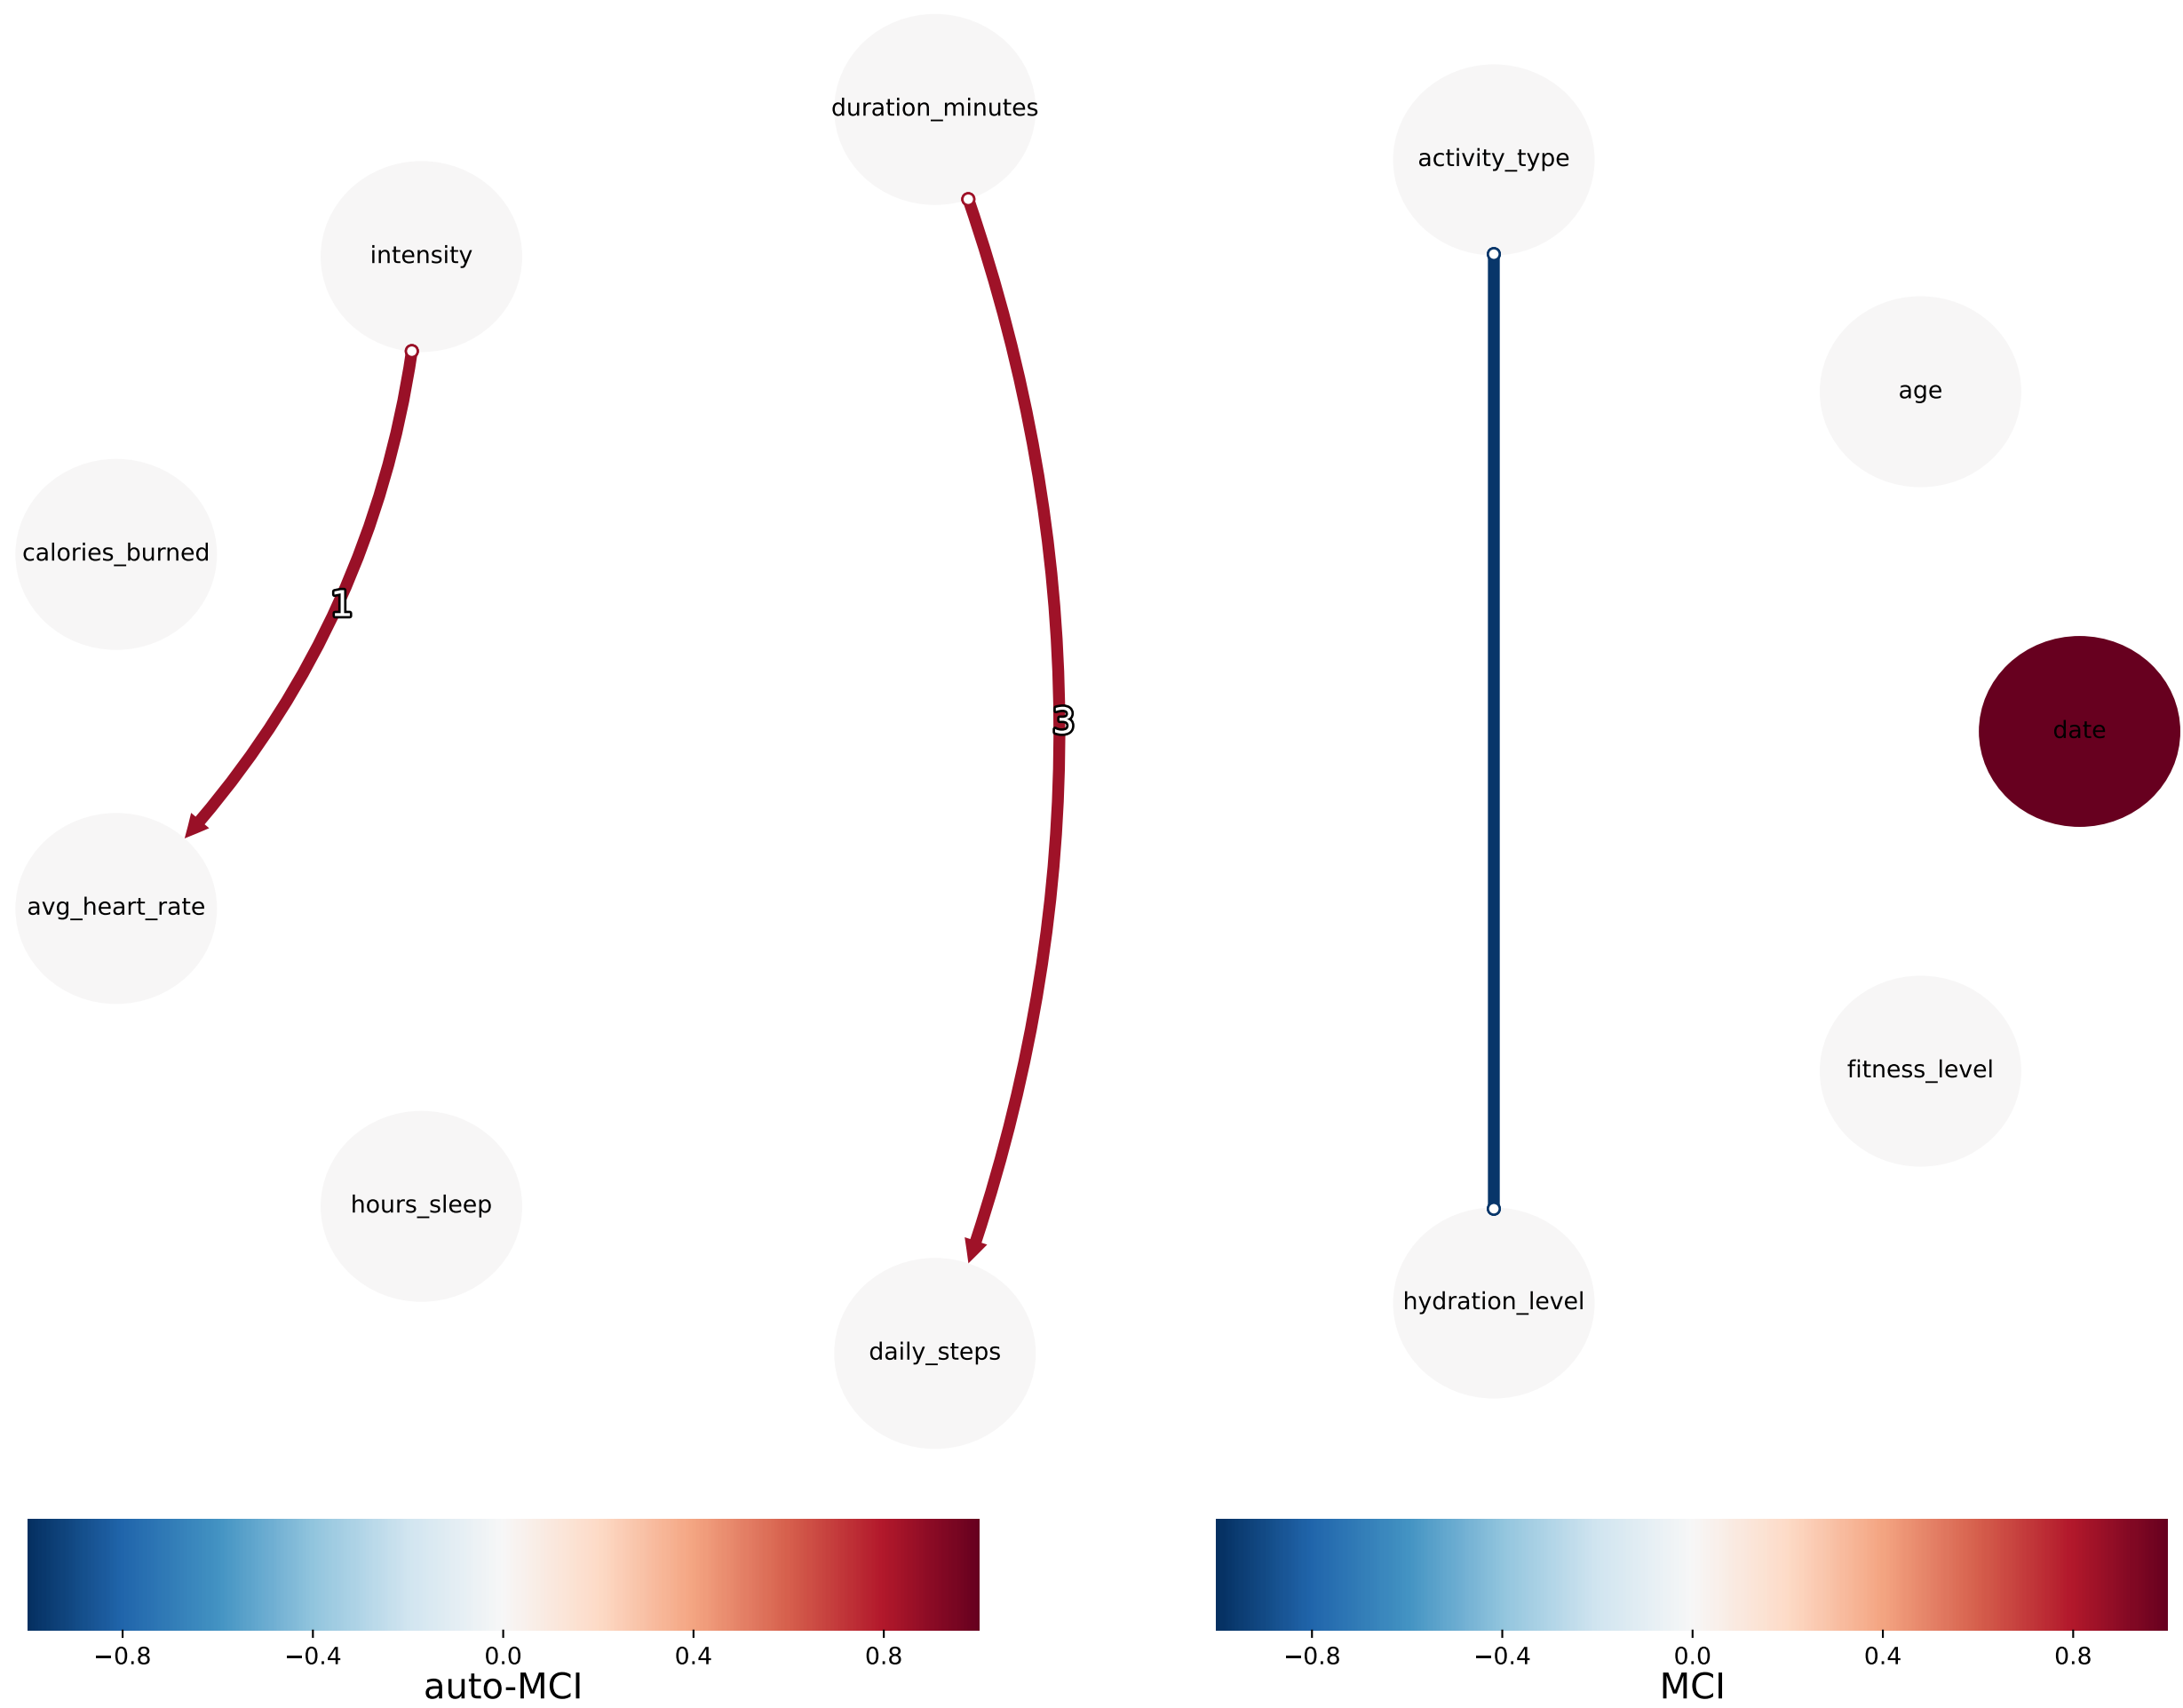 duration_minutes
activity_type
intensity
age
calories_burned
1
3
date
avg_heart_rate
fitness_level
hours_sleep
hydration_level
daily_steps
−0.8 −0.4 0.0 0.4 0.8
auto-MCI
−0.8 −0.4 0.0 0.4 0.8
MCI